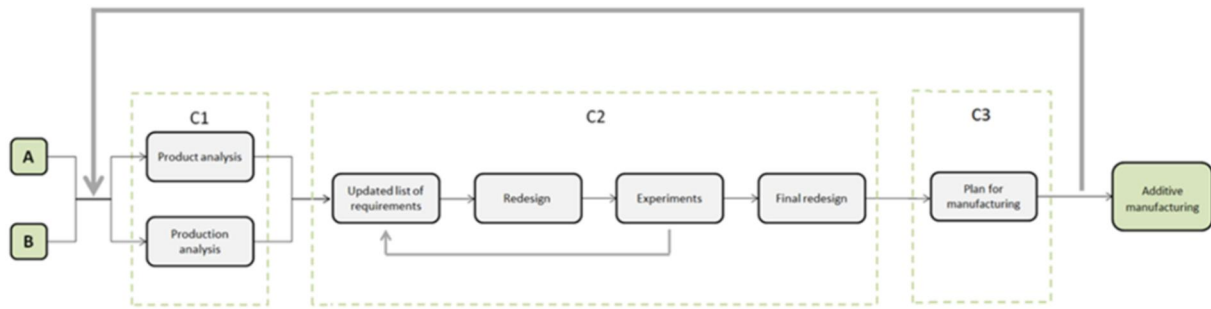 C1
C2
C3
A
B
Product analysis
Production
analysis
Updated list of
requirements
Redesign
Experiments
Final redesign
Plan for
manufacturing
Additive
manufacturing